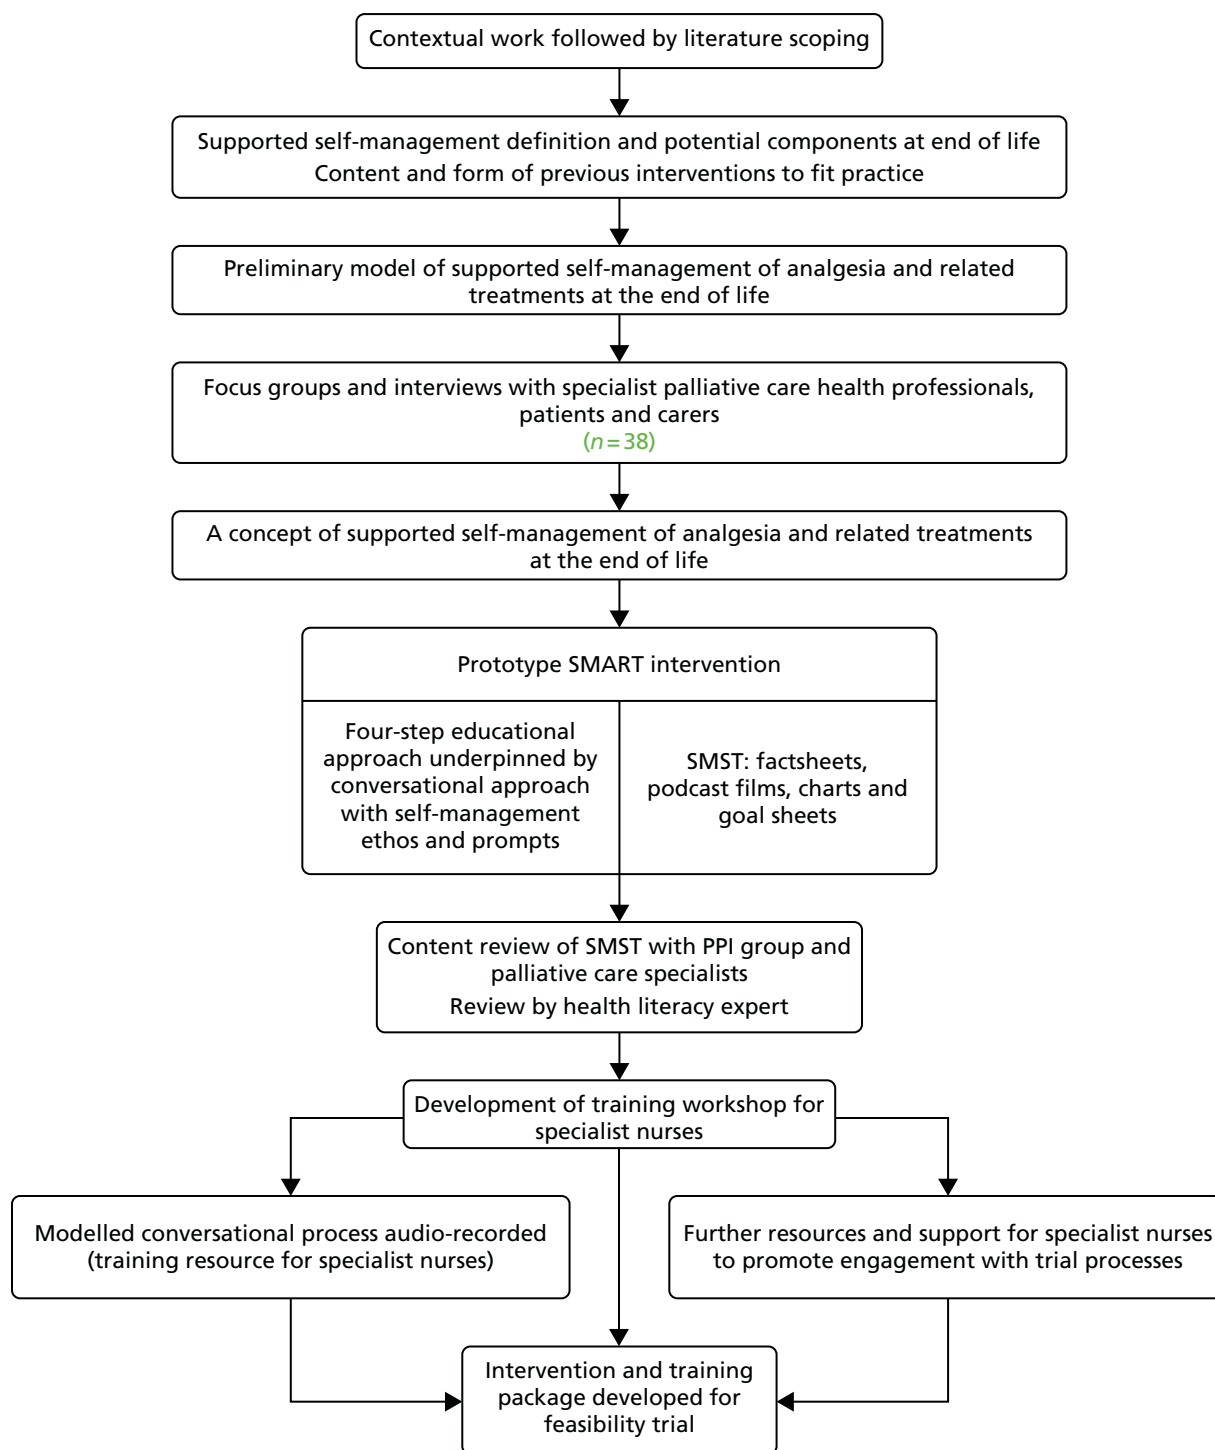 Contextual work followed by literature scoping
Supported self-management definition and potential components at end of life
Content and form of previous interventions to fit practice
Preliminary model of supported self-management of analgesia and related
treatments at the end of life
Focus groups and interviews with specialist palliative care health professionals,
patients and carers
(n=38)
A concept of supported self-management of analgesia and related treatments
at the end of life
Prototype SMART intervention
Four-step educational
approach underpinned by
conversational approach
with self-management
ethos and prompts
SMST: factsheets,
podcast films, charts and
goal sheets
Content review of SMST with PPI group and
palliative care specialists
Review by health literacy expert
Development of training workshop for
specialist nurses
Modelled conversational process audio-recorded
(training resource for specialist nurses)
Further resources and support for specialist nurses
to promote engagement with trial processes
Intervention and training
package developed for
feasibility trial